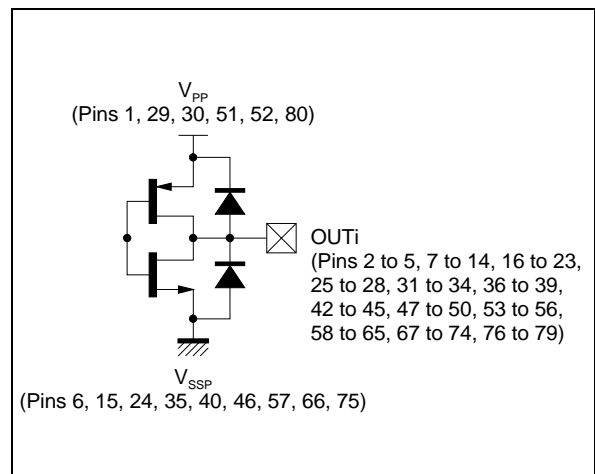 VPP
(Pins 1, 29, 30, 51, 52, 80)
OUTi
(Pins 2 to 5, 7 to 14, 16 to 23,
25 to 28, 31 to 34, 36 to 39,
42 to 45, 47 to 50, 53 to 56,
58 to 65, 67 to 74, 76 to 79)
VSSP
(Pins 6, 15, 24, 35, 40, 46, 57, 66, 75)